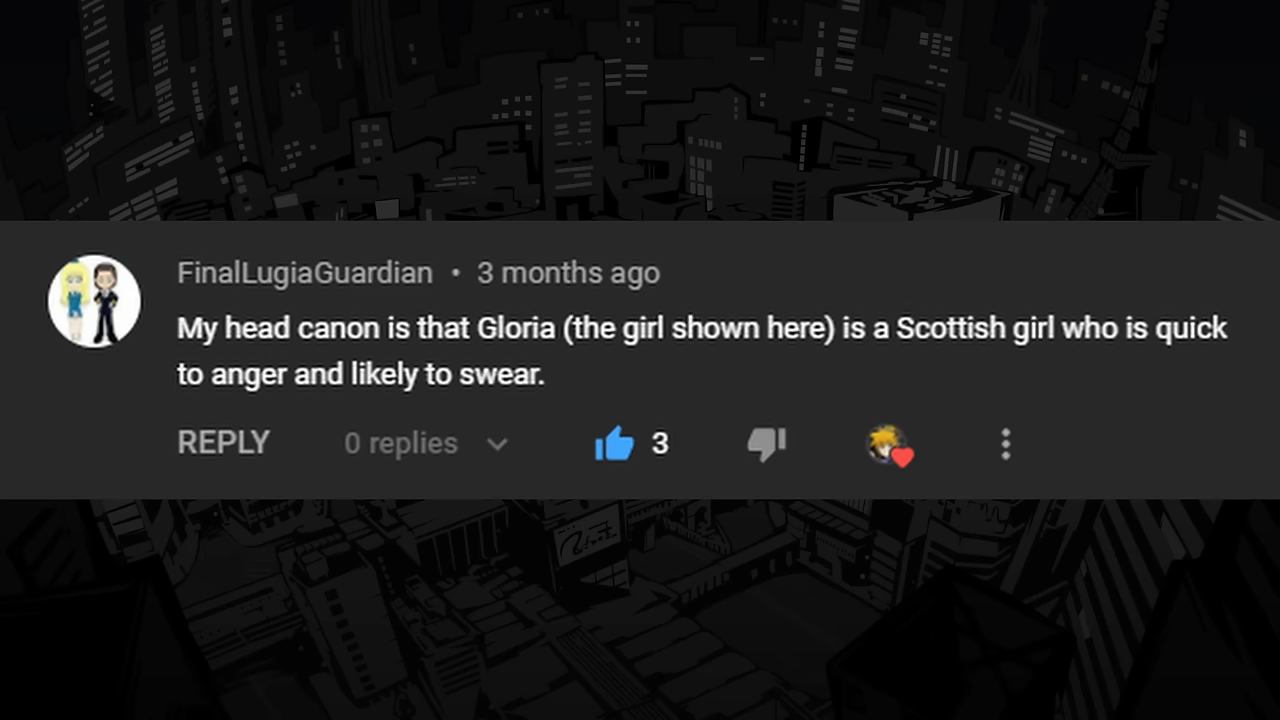 FinalLugiaGuardian • 3 months ago
My head canon is that Gloria (the girl shown here) is a Scottish girl who is quick
to anger and likely to swear.
REPLY 0 replies 3